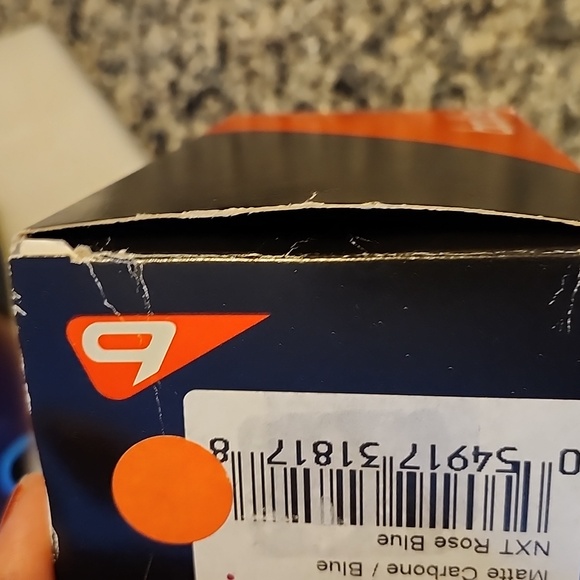 Matte Carbone / Blue
NXT Rose Blue
0 54917 31817 8
b